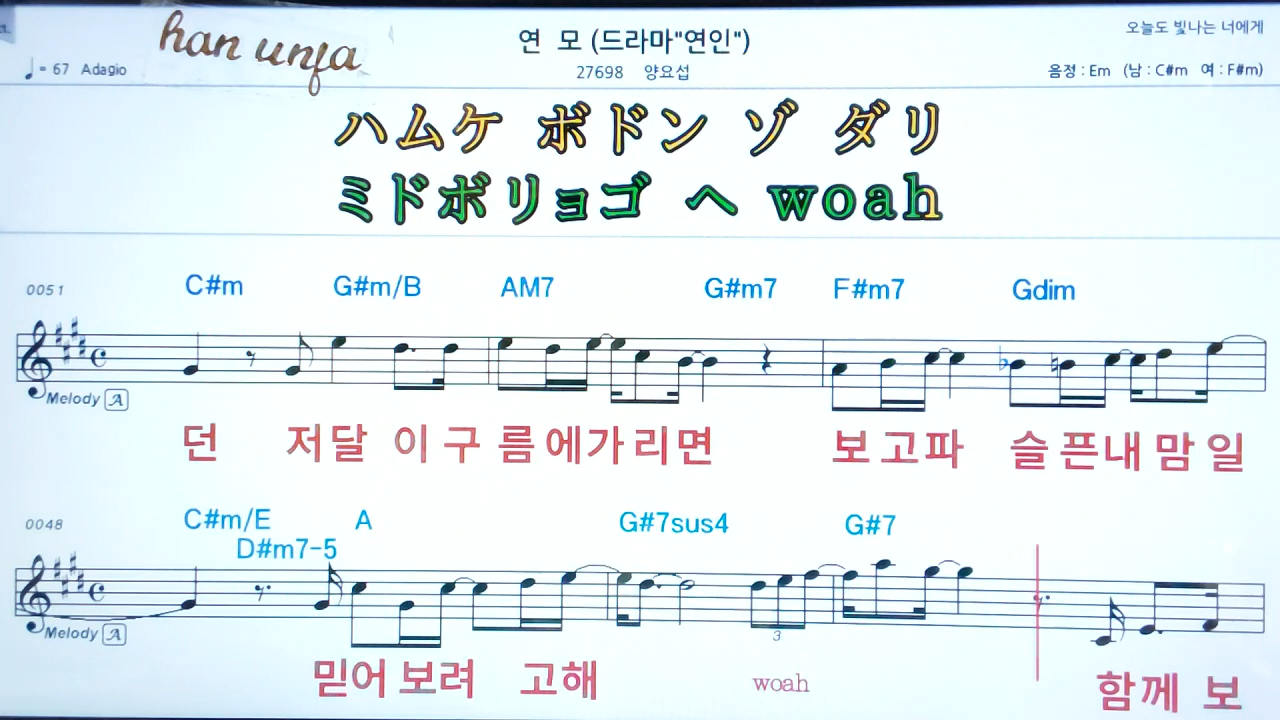 han unja
연 모 (드라마"연인")
오늘도 빛나는 너에게
♩= 67 Adagio
27698 양요섭
음정 : Em (남 : C#m 여 : F#m)
ハムケ ボドン ゾ ダリ
ミドボリョゴ ヘ woah
0051
C#m G#m/B AM7 G#m7 F#m7 Gdim
Melody A
던 저달 이구 름에가리면 보고파 슬픈내맘일
0048
C#m/E A G#7sus4 G#7
D#m7-5
Melody A
3
믿어 보려 고해 woah 함께 보